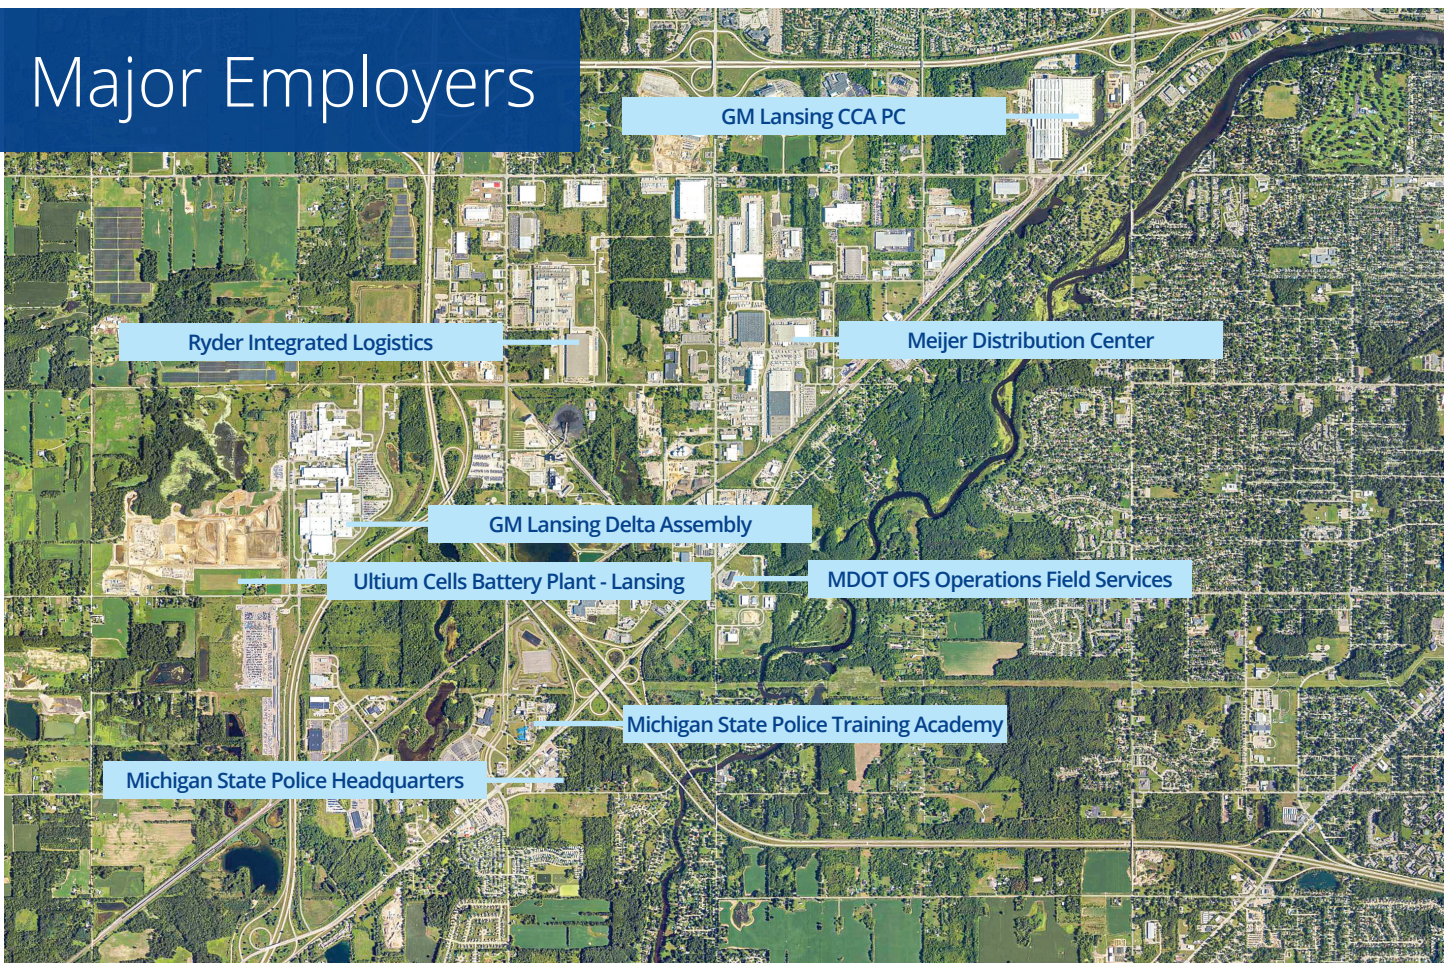 Major Employers
GM Lansing CCA PC
Ryder Integrated Logistics
Meijer Distribution Center
GM Lansing Delta Assembly
Ultium Cells Battery Plant - Lansing
MDOT OFS Operations Field Services
Michigan State Police Training Academy
Michigan State Police Headquarters